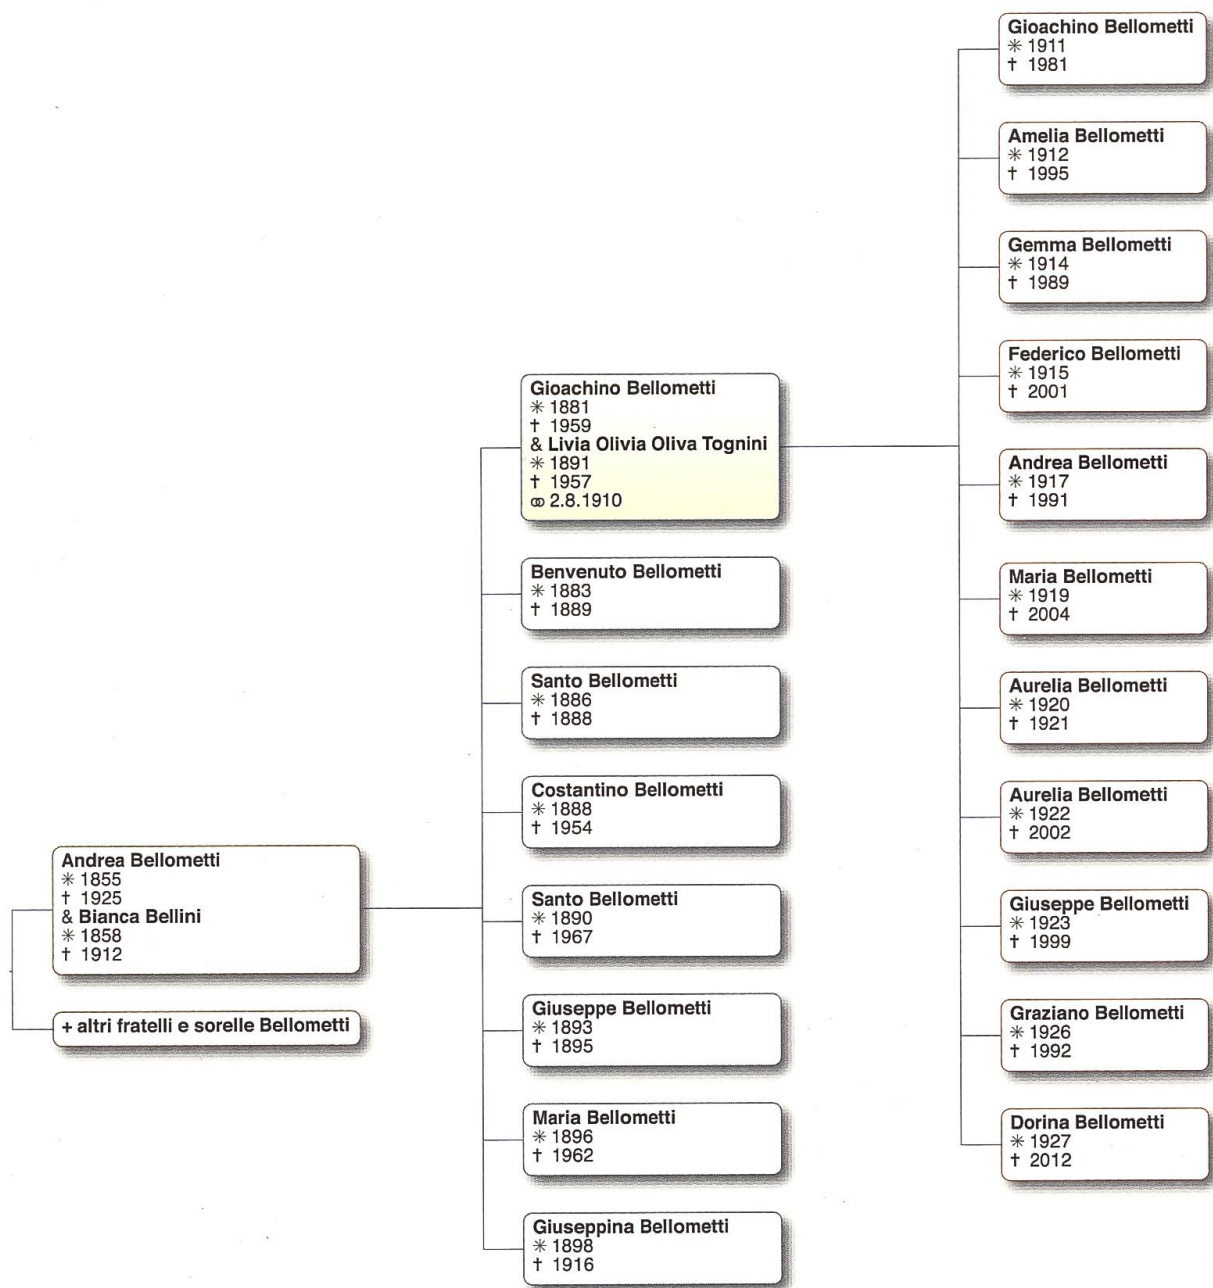 Andrea Bellometti
✳ 1855
† 1925
& Bianca Bellini
✳ 1858
† 1912
+ altri fratelli e sorelle Bellometti
Gioachino Bellometti
✳ 1881
† 1959
& Livia Olivia Oliva Tognini
✳ 1891
† 1957
⚭ 2.8.1910
Benvenuto Bellometti
✳ 1883
† 1889
Santo Bellometti
✳ 1886
† 1888
Costantino Bellometti
✳ 1888
† 1954
Santo Bellometti
✳ 1890
† 1967
Giuseppe Bellometti
✳ 1893
† 1895
Maria Bellometti
✳ 1896
† 1962
Giuseppina Bellometti
✳ 1898
† 1916
Gioachino Bellometti
✳ 1911
† 1981
Amelia Bellometti
✳ 1912
† 1995
Gemma Bellometti
✳ 1914
† 1989
Federico Bellometti
✳ 1915
† 2001
Andrea Bellometti
✳ 1917
† 1991
Maria Bellometti
✳ 1919
† 2004
Aurelia Bellometti
✳ 1920
† 1921
Aurelia Bellometti
✳ 1922
† 2002
Giuseppe Bellometti
✳ 1923
† 1999
Graziano Bellometti
✳ 1926
† 1992
Dorina Bellometti
✳ 1927
† 2012